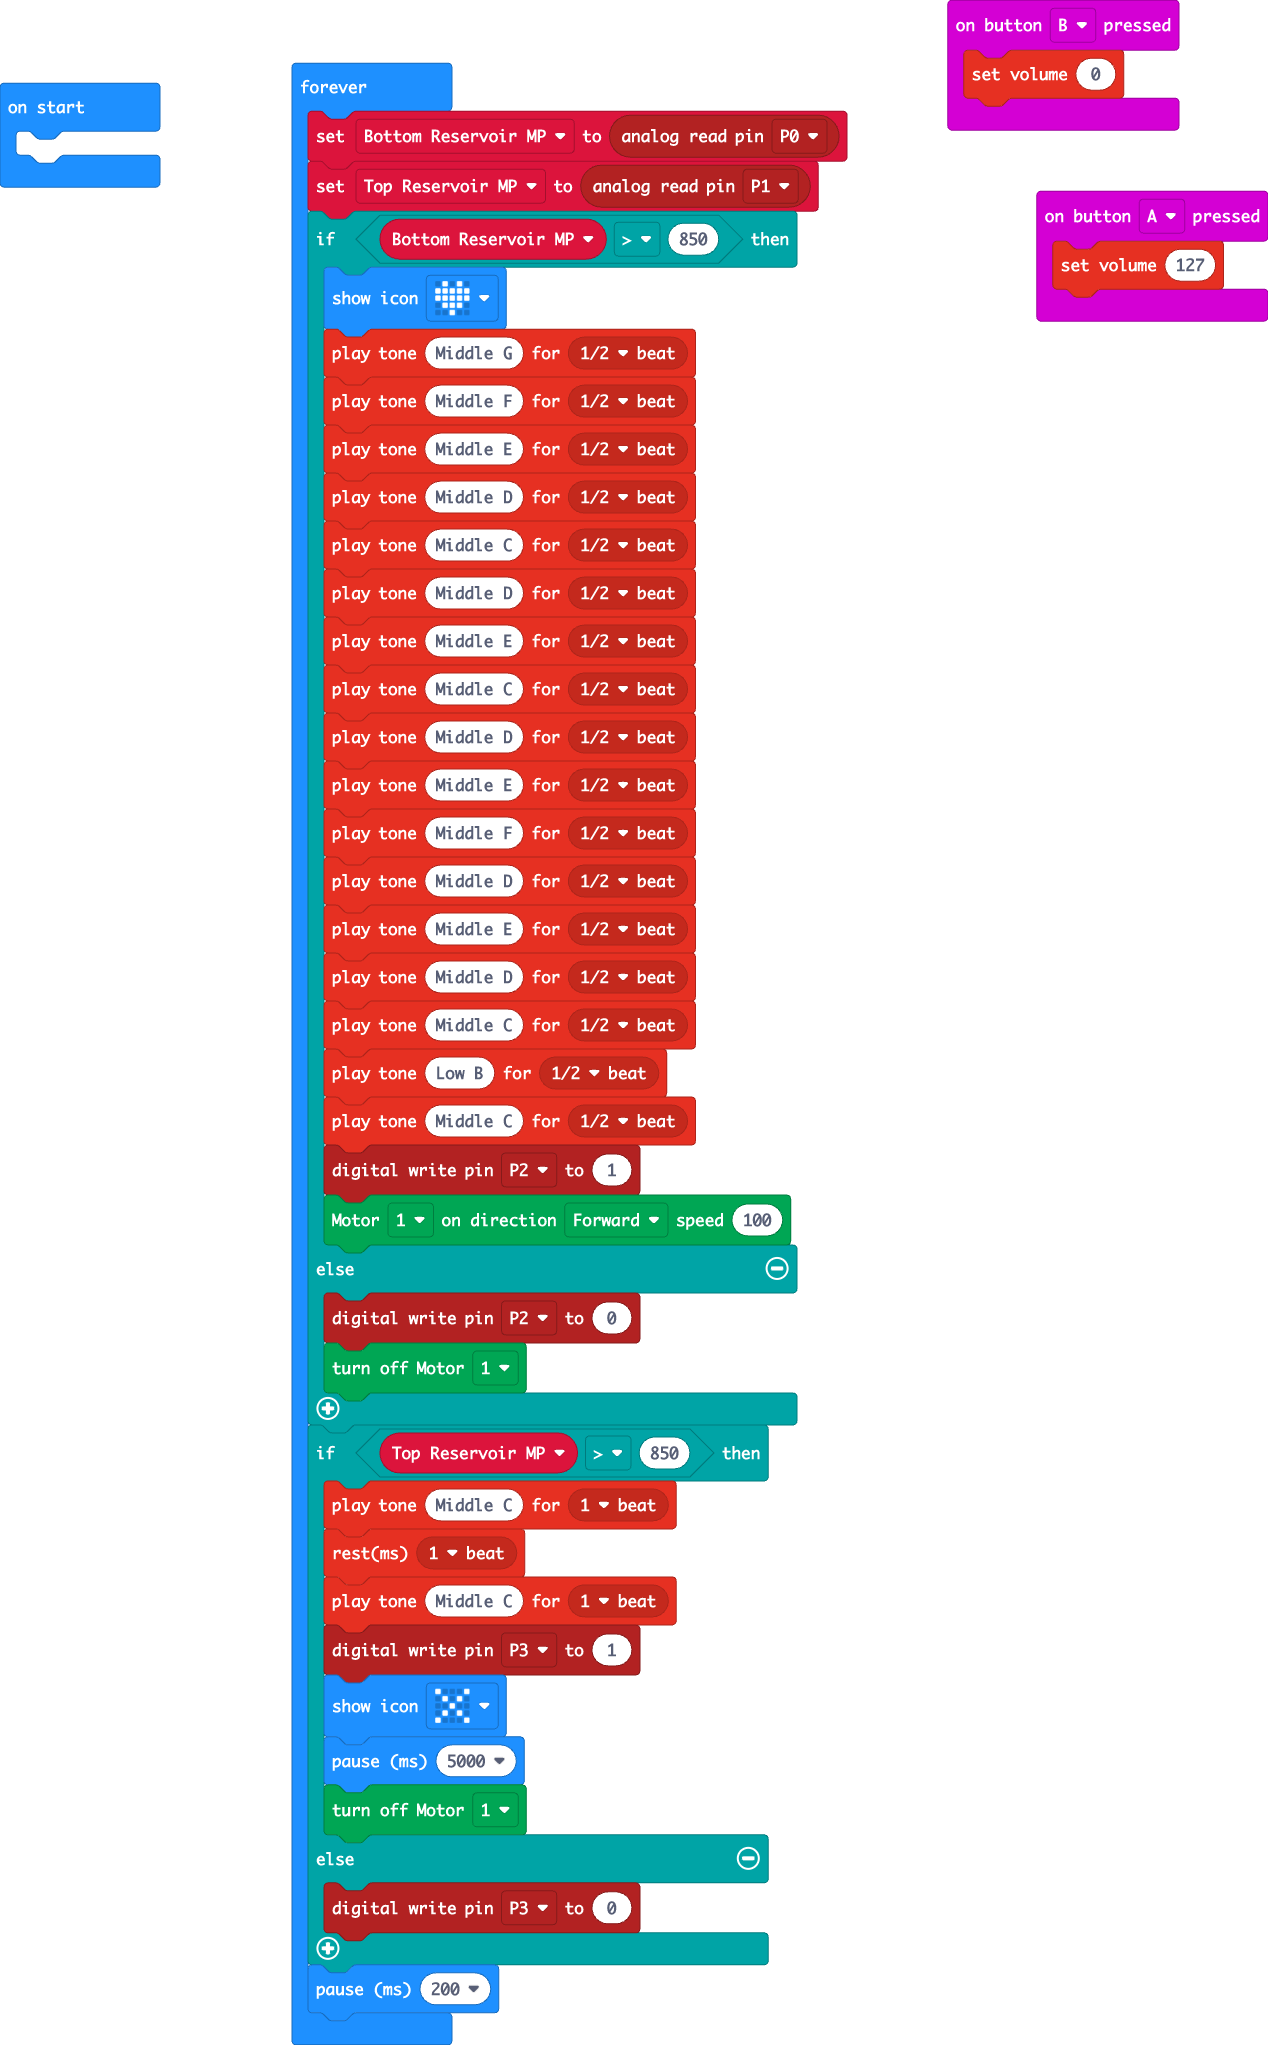 on start
forever
set Bottom Reservoir MP to analog read pin P0
set Top Reservoir MP to analog read pin P1
if Bottom Reservoir MP > 850 then
show icon
play tone Middle G for 1/2 beat
play tone Middle F for 1/2 beat
play tone Middle E for 1/2 beat
play tone Middle D for 1/2 beat
play tone Middle C for 1/2 beat
play tone Middle D for 1/2 beat
play tone Middle E for 1/2 beat
play tone Middle C for 1/2 beat
play tone Middle D for 1/2 beat
play tone Middle E for 1/2 beat
play tone Middle F for 1/2 beat
play tone Middle D for 1/2 beat
play tone Middle E for 1/2 beat
play tone Middle D for 1/2 beat
play tone Middle C for 1/2 beat
play tone Low B for 1/2 beat
play tone Middle C for 1/2 beat
digital write pin P2 to 1
Motor 1 on direction Forward speed 100
else
digital write pin P2 to 0
turn off Motor 1
if Top Reservoir MP > 850 then
play tone Middle C for 1 beat
rest(ms) 1 beat
play tone Middle C for 1 beat
digital write pin P3 to 1
show icon
pause (ms) 5000
turn off Motor 1
else
digital write pin P3 to 0
pause (ms) 200
on button B pressed
set volume 0
on button A pressed
set volume 127